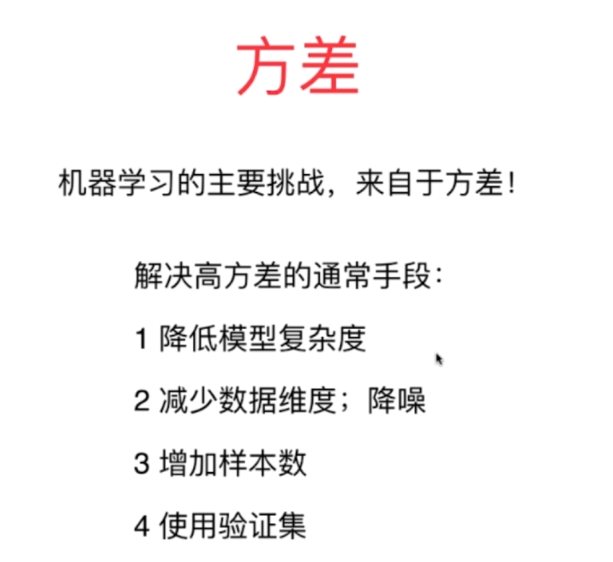 方差
机器学习的主要挑战，来自于方差！
解决高方差的通常手段：
1 降低模型复杂度
2 减少数据维度；降噪
3 增加样本数
4 使用验证集